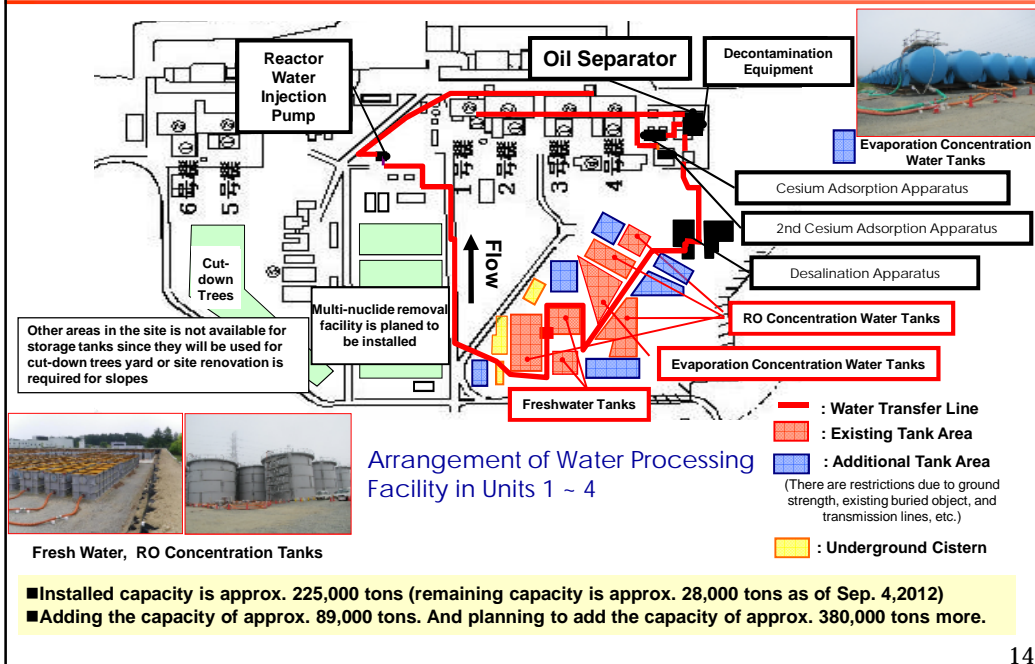 Reactor
Water
Injection
Pump
Oil Separator
Decontamination
Equipment
Evaporation Concentration
Water Tanks
Cesium Adsorption Apparatus
2nd Cesium Adsorption Apparatus
Desalination Apparatus
6号機
5号機
1号機
2号機
3号機
4号機
Flow
Cut-
down
Trees
Multi-nuclide removal
facility is planed to
be installed
Other areas in the site is not available for
storage tanks since they will be used for
cut-down trees yard or site renovation is
required for slopes
RO Concentration Water Tanks
Evaporation Concentration Water Tanks
Freshwater Tanks
: Water Transfer Line
: Existing Tank Area
: Additional Tank Area
(There are restrictions due to ground
strength, existing buried object, and
transmission lines, etc.)
: Underground Cistern
Arrangement of Water Processing
Facility in Units 1 ~ 4
Fresh Water, RO Concentration Tanks
■Installed capacity is approx. 225,000 tons (remaining capacity is approx. 28,000 tons as of Sep. 4,2012)
■Adding the capacity of approx. 89,000 tons. And planning to add the capacity of approx. 380,000 tons more.
14